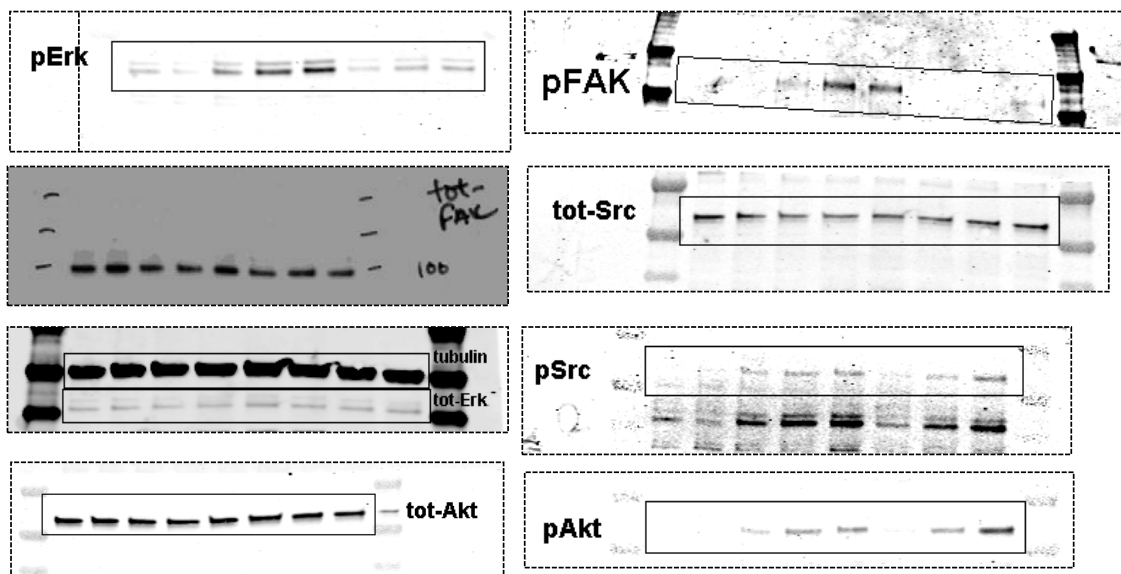 pErk
pFAK
tot-
FAK
100
tot-Src
tubulin
tot-Erk
pSrc
tot-Akt
pAkt